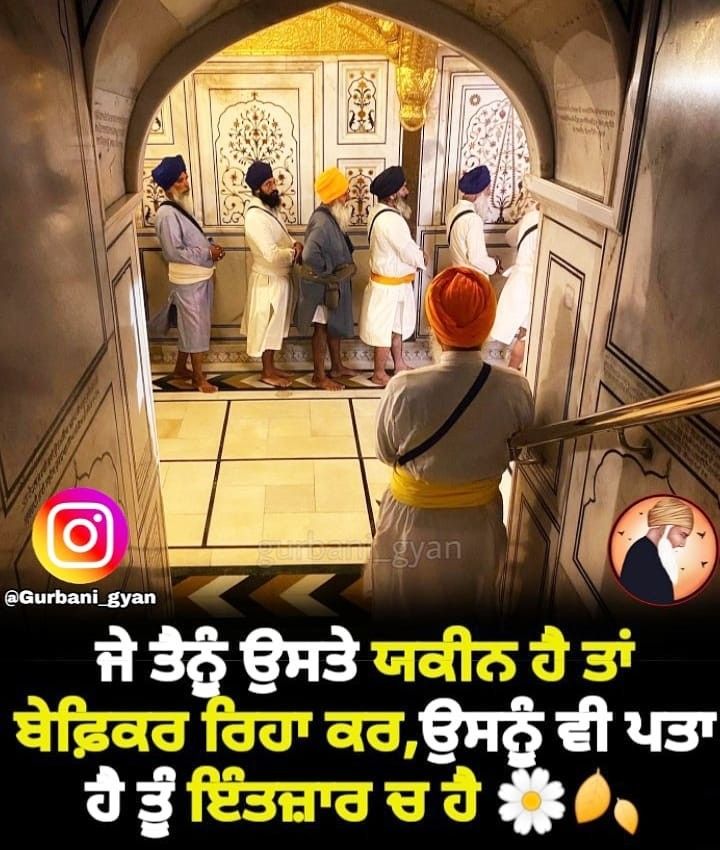 gurbani_gyan
@Gurbani_gyan
ਜੇ ਤੈਨੂੰ ਉਸਤੇ ਯਕੀਨ ਹੈ ਤਾਂ
ਬੇਫ਼ਿਕਰ ਰਿਹਾ ਕਰ,ਉਸਨੂੰ ਵੀ ਪਤਾ
ਹੈ ਤੂੰ ਇੰਤਜ਼ਾਰ ਚ ਹੈ 🌼🍂